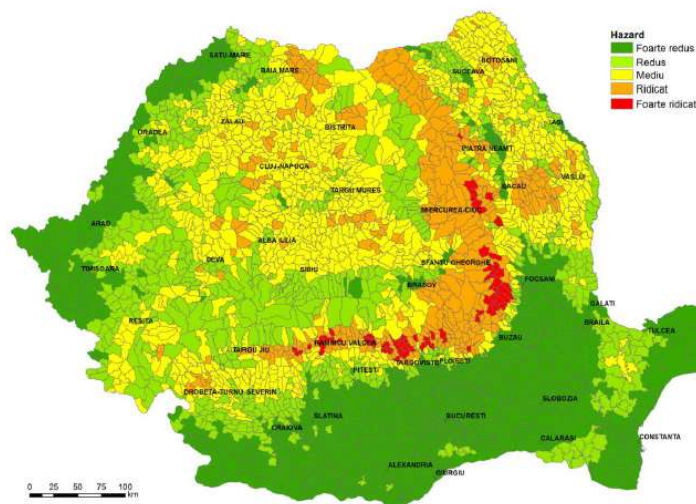 Hazard
Foarte redus
Redus
Mediu
Ridicat
Foarte ridicat
SATU-MARE
BAIA MARE
SUCEAVA
BOTOSANI
ORADEA
ZALAU
BISTRITA
IASI
PIATRA NEAMT
CLUJ-NAPOCA
TARGU MURES
BACAU
VASLUI
MIERCUREA-CIUC
ARAD
ALBA IULIA
DEVA
SFANTU GHEORGHE
TIMISOARA
SIBIU
BRASOV
FOCSANI
GALATI
RESITA
BRAILA
TULCEA
TARGU JIU
RAMNICU VALCEA
BUZAU
TARGOVISTE
PLOIESTI
PITESTI
DROBETA-TURNU SEVERIN
SLATINA
BUCURESTI
SLOBOZIA
CRAIOVA
CALARASI
CONSTANTA
ALEXANDRIA
GIURGIU
0 25 50 75 100
km